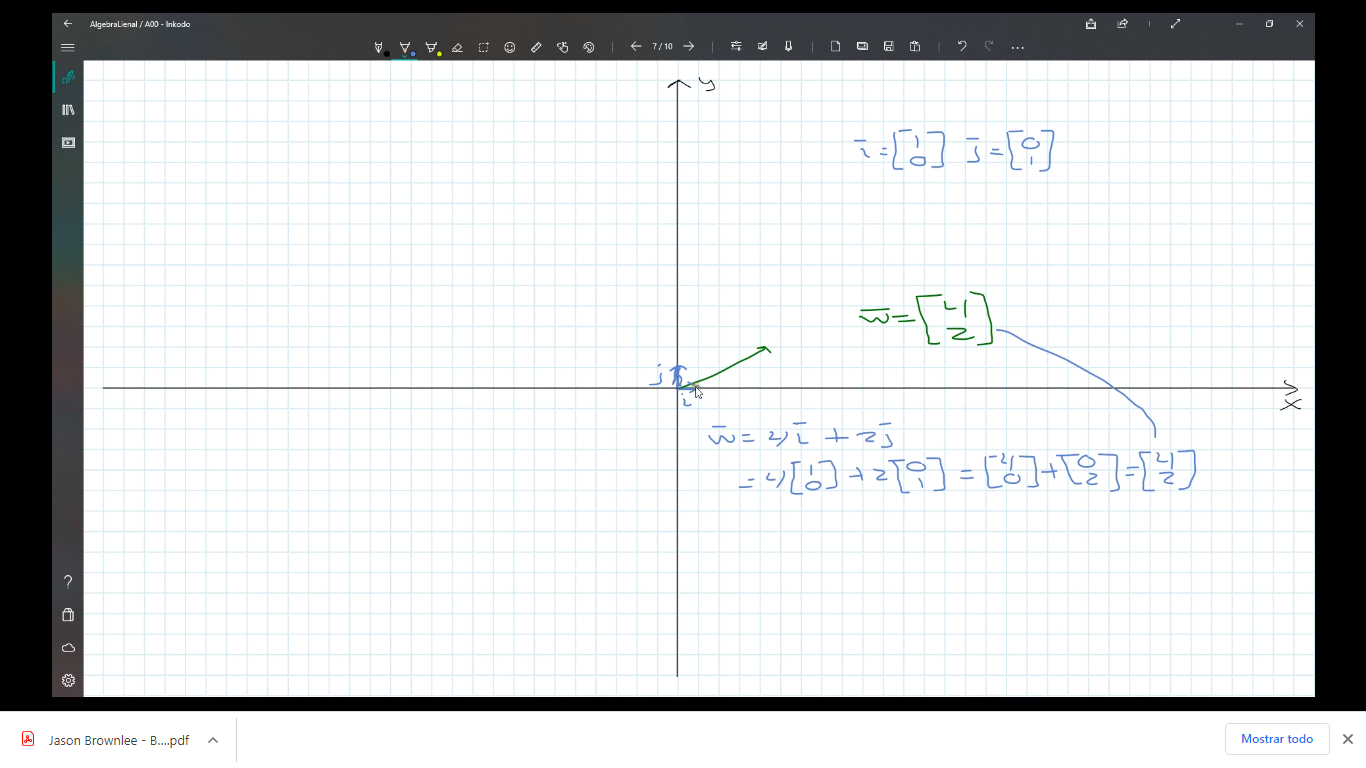 AlgebraLienal / A00 - Inkodo
7 / 10
y
i̅ = [1 0] j̅ = [0 1]
w̅ = [4 2]
j
i
x
w̅ = 4i̅ + 2j̅
= 4[1 0] + 2[0 1] = [4 0] + [0 2] = [4 2]
?
Jason Brownlee - B....pdf
Mostrar todo